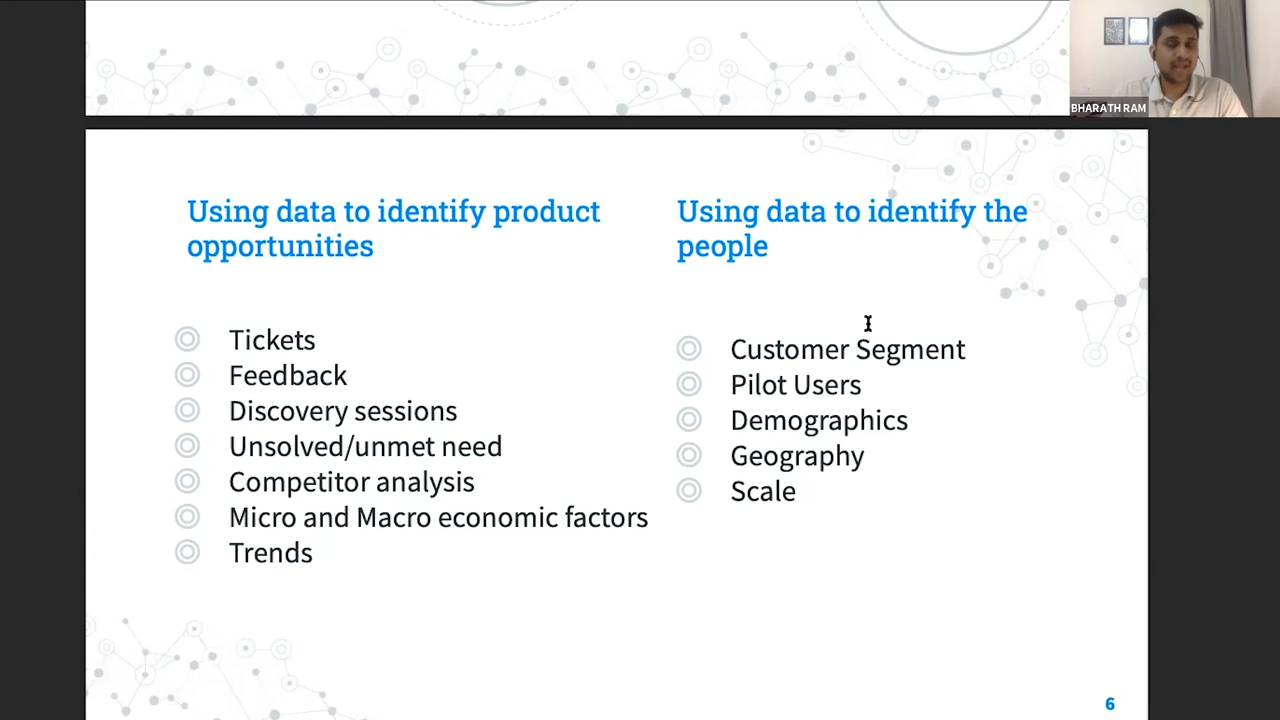 BHARATH RAM
Using data to identify product
opportunities
Tickets
Feedback
Discovery sessions
Unsolved/unmet need
Competitor analysis
Micro and Macro economic factors
Trends
Using data to identify the
people
Customer Segment
Pilot Users
Demographics
Geography
Scale
6